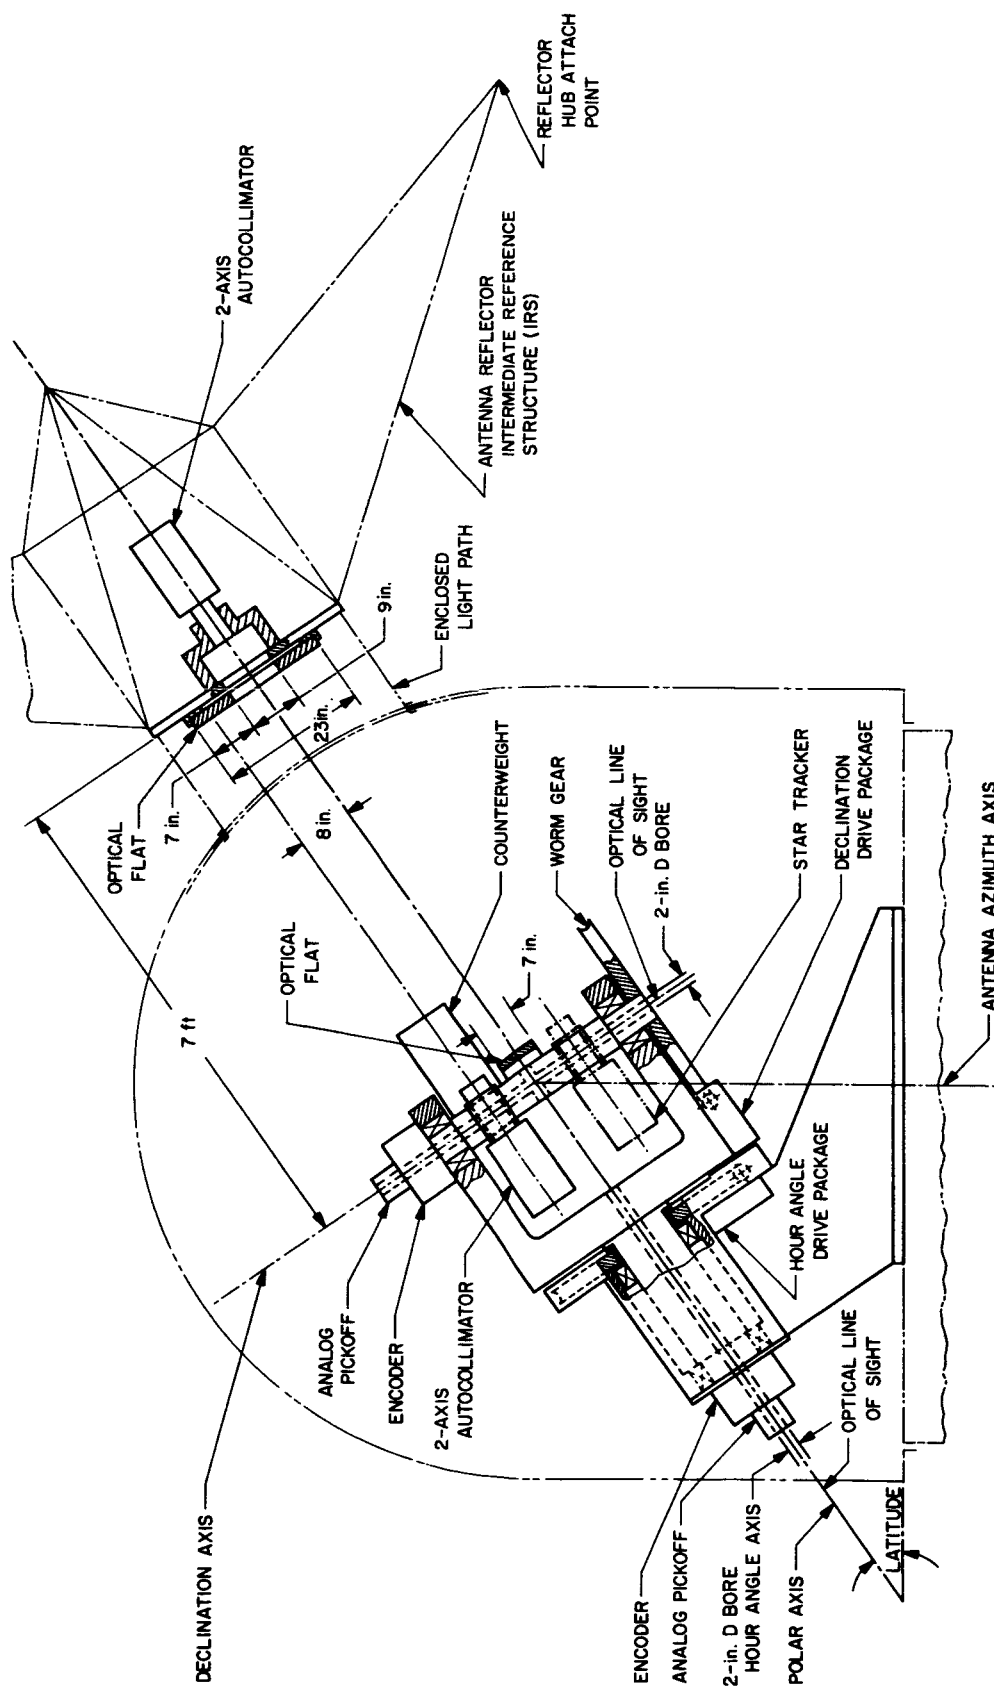 REFLECTOR
HUB ATTACH
POINT
2-AXIS
AUTOCOLLIMATOR
ANTENNA REFLECTOR
INTERMEDIATE REFERENCE
STRUCTURE (IRS)
ENCLOSED
LIGHT PATH
9 in.
23 in.
7 in.
OPTICAL
FLAT
8 in.
7 ft
COUNTERWEIGHT
OPTICAL
FLAT
7 in.
WORM GEAR
OPTICAL LINE
OF SIGHT
2-in. D BORE
STAR TRACKER
DECLINATION
DRIVE PACKAGE
ANTENNA AZIMUTH AXIS
DECLINATION AXIS
ANALOG
PICKOFF
ENCODER
2-AXIS
AUTOCOLLIMATOR
HOUR ANGLE
DRIVE PACKAGE
OPTICAL LINE
OF SIGHT
LATITUDE
ENCODER
ANALOG PICKOFF
2-in. D BORE
HOUR ANGLE AXIS
POLAR AXIS